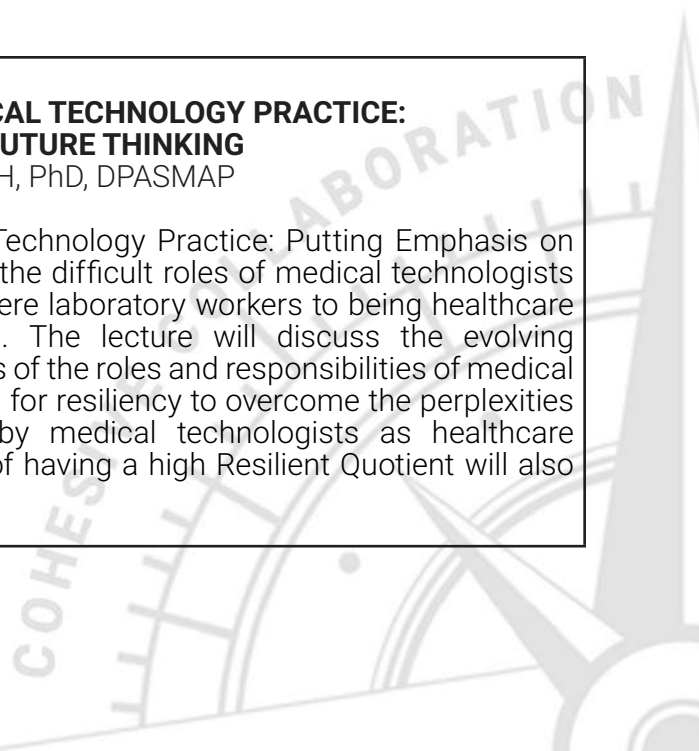 CAL TECHNOLOGY PRACTICE:
UTURE THINKING
H, PhD, DPASMAP
Technology Practice: Putting Emphasis on
the difficult roles of medical technologists
ere laboratory workers to being healthcare
. The lecture will discuss the evolving
s of the roles and responsibilities of medical
for resiliency to overcome the perplexities
by medical technologists as healthcare
of having a high Resilient Quotient will also
COHESIVE COLLABORATION